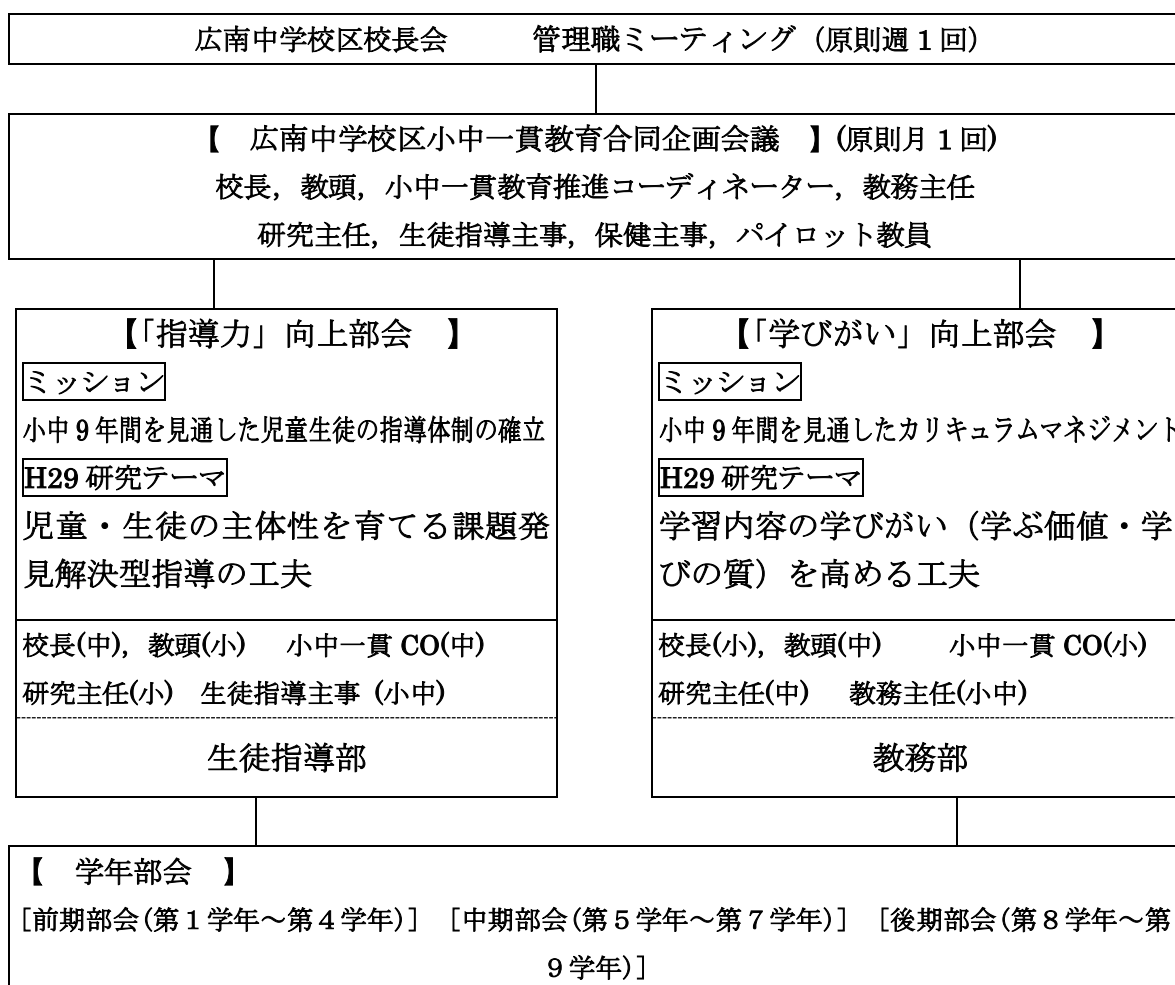 広南中学校区校長会　　　管理職ミーティング（原則週１回）
【　広南中学校区小中一貫教育合同企画会議　】(原則月１回)
校長，教頭，小中一貫教育推進コーディネーター，教務主任
研究主任，生徒指導主事，保健主事，パイロット教員
【「指導力」向上部会　】
ミッション
小中９年間を見通した児童生徒の指導体制の確立
H29 研究テーマ
児童・生徒の主体性を育てる課題発
見解決型指導の工夫
校長(中)，教頭(小)　小中一貫 CO(中)
研究主任(小)　生徒指導主事（小中)
生徒指導部
【「学びがい」向上部会　】
ミッション
小中９年間を見通したカリキュラムマネジメント
H29 研究テーマ
学習内容の学びがい（学ぶ価値・学
びの質）を高める工夫
校長(小)，教頭(中)　　小中一貫 CO(小)
研究主任(中)　教務主任(小中)
教務部
【　学年部会　】
［前期部会(第１学年～第４学年)］［中期部会(第５学年～第７学年)］［後期部会(第８学年～第
９学年)］